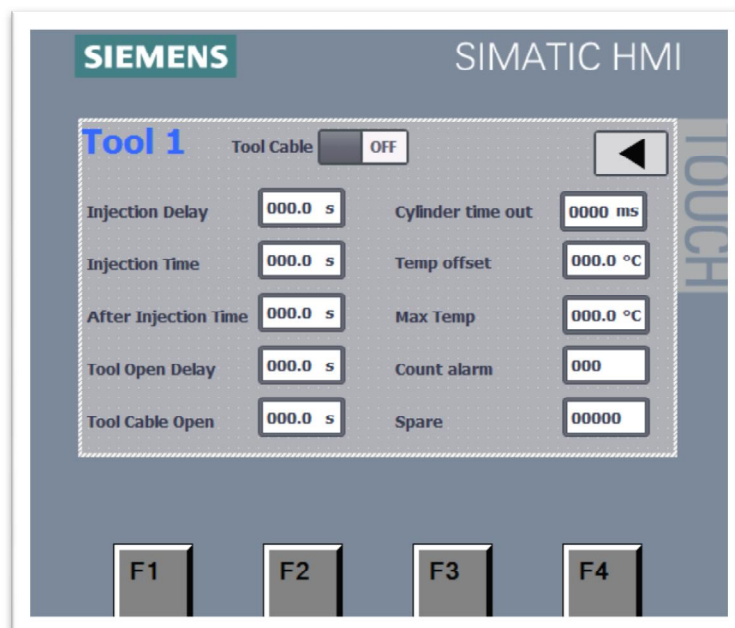 SIEMENS
SIMATIC HMI
TOUCH
Tool 1
Tool Cable OFF
Injection Delay 000.0 s
Cylinder time out 0000 ms
Injection Time 000.0 s
Temp offset 000.0 °C
After Injection Time 000.0 s
Max Temp 000.0 °C
Tool Open Delay 000.0 s
Count alarm 000
Tool Cable Open 000.0 s
Spare 00000
F1 F2 F3 F4